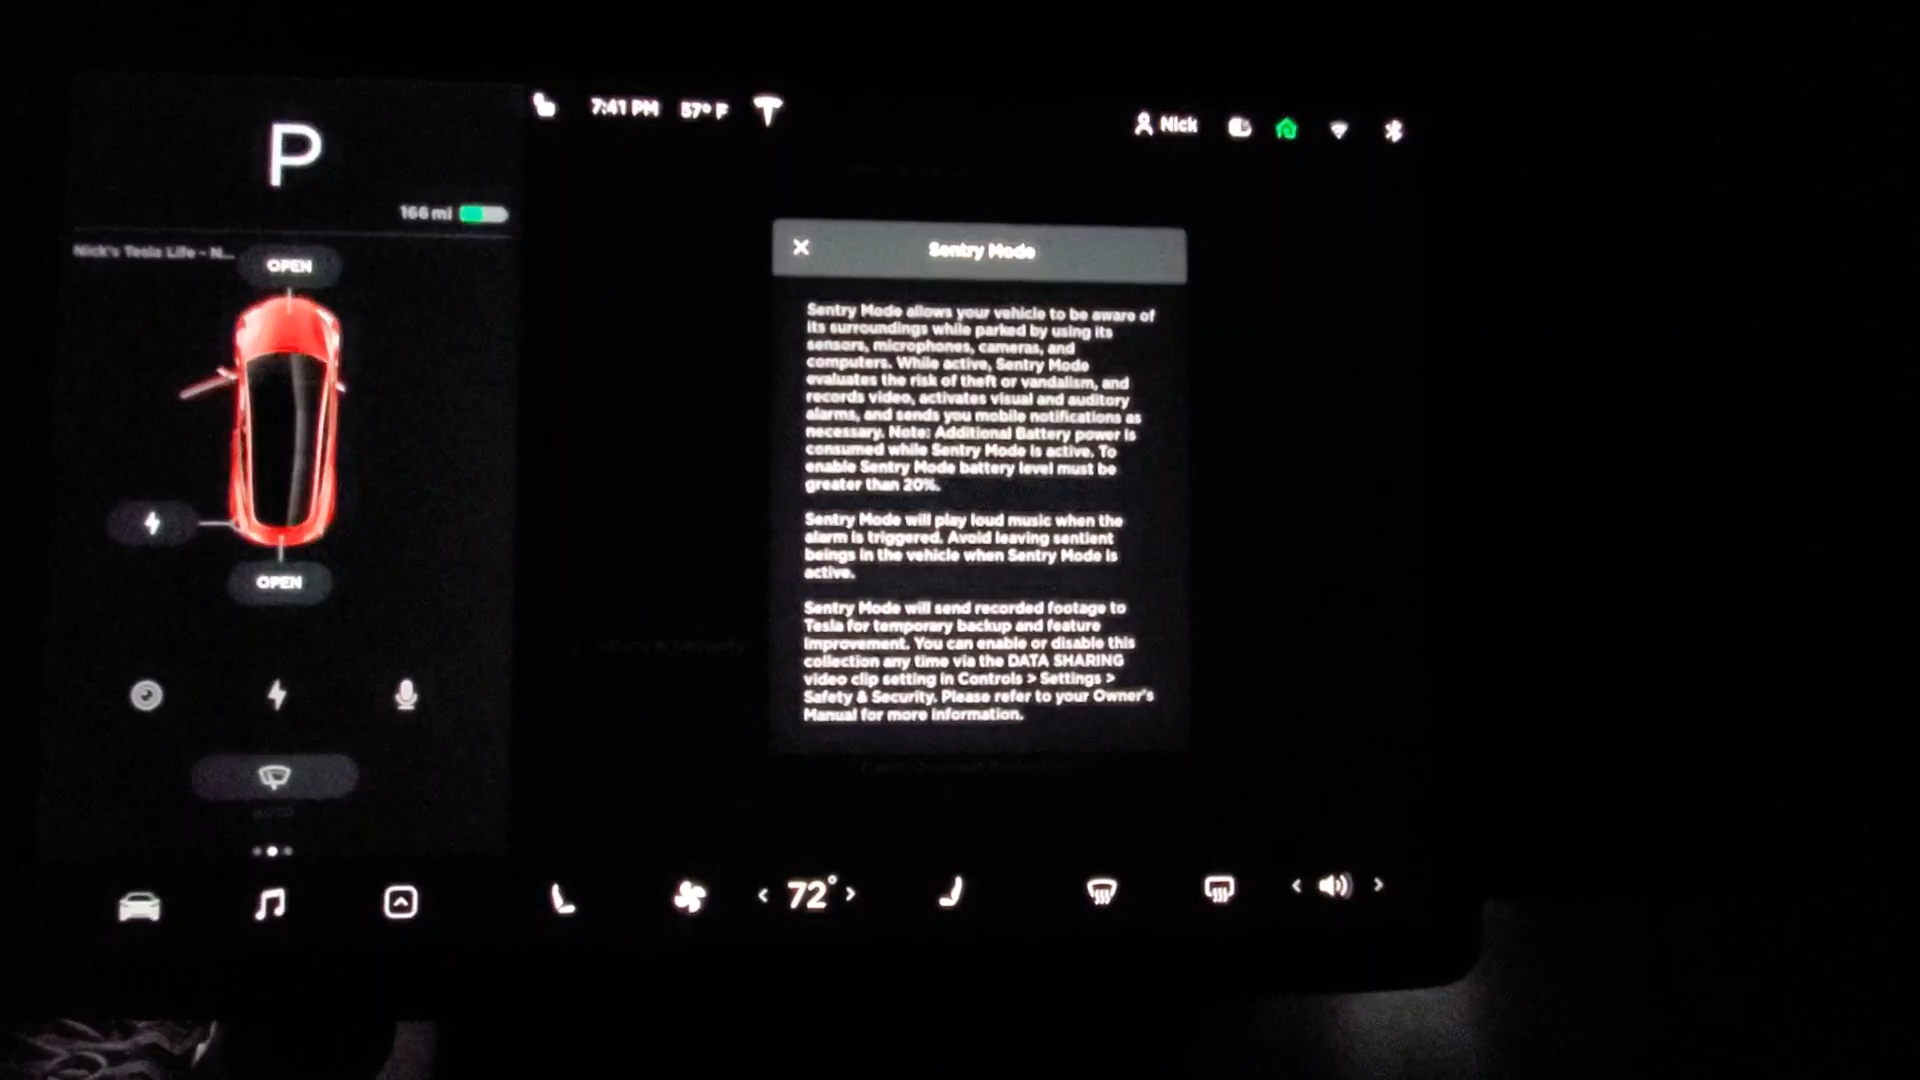 P
7:41 PM 57° F
Nick
166 mi
Nick's Tesla Life - N...
OPEN
OPEN
AUTO
Sentry Mode
Sentry Mode allows your vehicle to be aware of
its surroundings while parked by using its
sensors, microphones, cameras, and
computers. While active, Sentry Mode
evaluates the risk of theft or vandalism, and
records video, activates visual and auditory
alarms, and sends you mobile notifications as
necessary. Note: Additional Battery power is
consumed while Sentry Mode is active. To
enable Sentry Mode battery level must be
greater than 20%.
Sentry Mode will play loud music when the
alarm is triggered. Avoid leaving sentient
beings in the vehicle when Sentry Mode is
active.
Sentry Mode will send recorded footage to
Tesla for temporary backup and feature
improvement. You can enable or disable this
collection any time via the DATA SHARING
video clip setting in Controls > Settings >
Safety & Security. Please refer to your Owner's
Manual for more information.
< 72° >